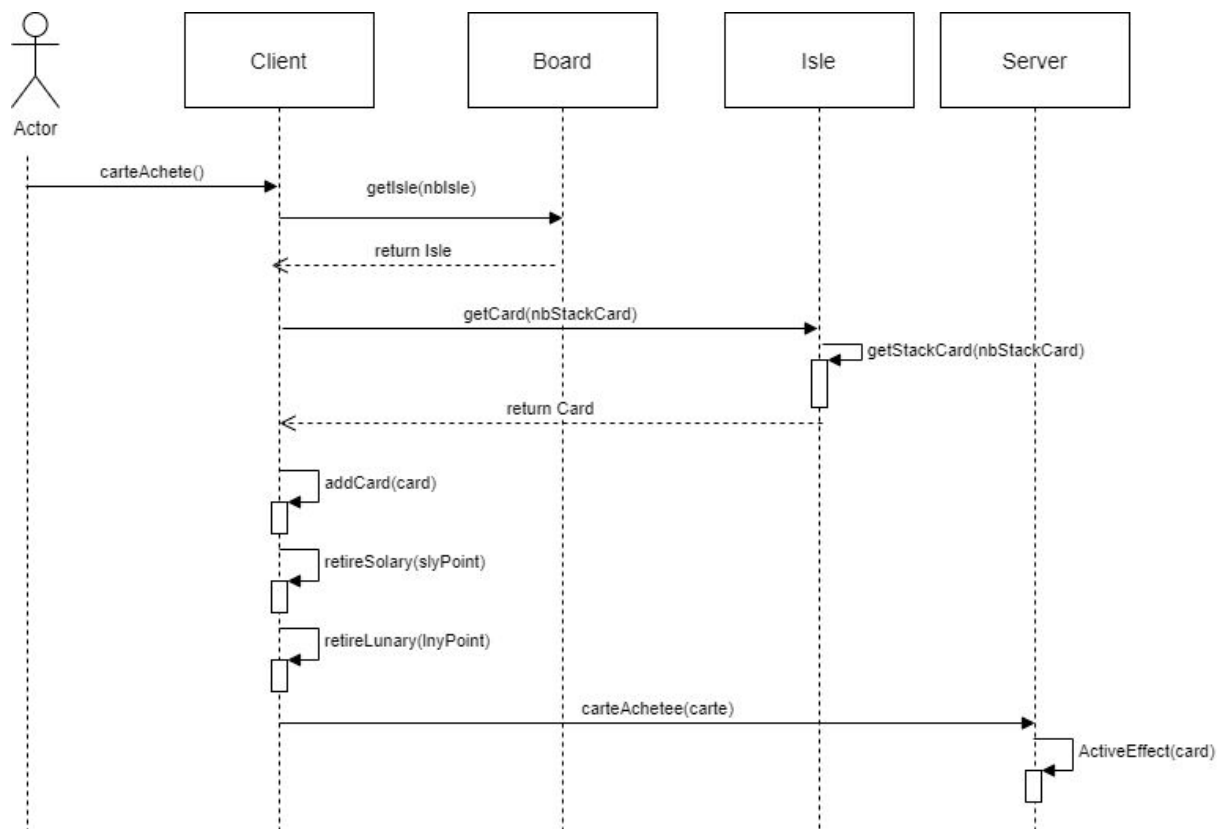 Client
Board
Isle
Server
Actor
carteAchete()
getIsle(nbIsle)
return Isle
getCard(nbStackCard)
getStackCard(nbStackCard)
return Card
addCard(card)
retireSolary(slyPoint)
retireLunary(lnyPoint)
carteAchetee(carte)
ActiveEffect(card)